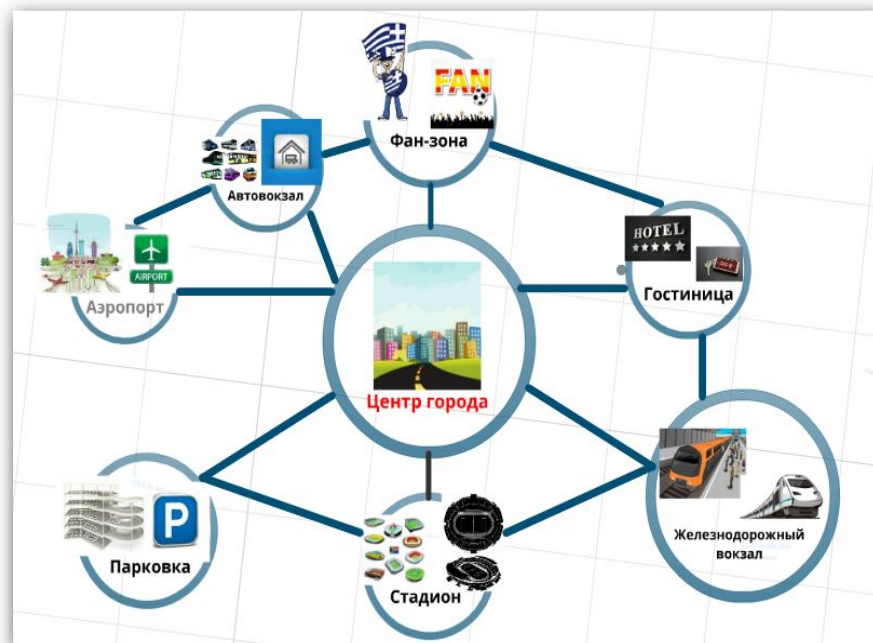 FAN
Фан-зона
Автовокзал
HOTEL
Гостиница
AIRPORT
Аэропорт
Центр города
P
Парковка
Стадион
Железнодорожный
вокзал